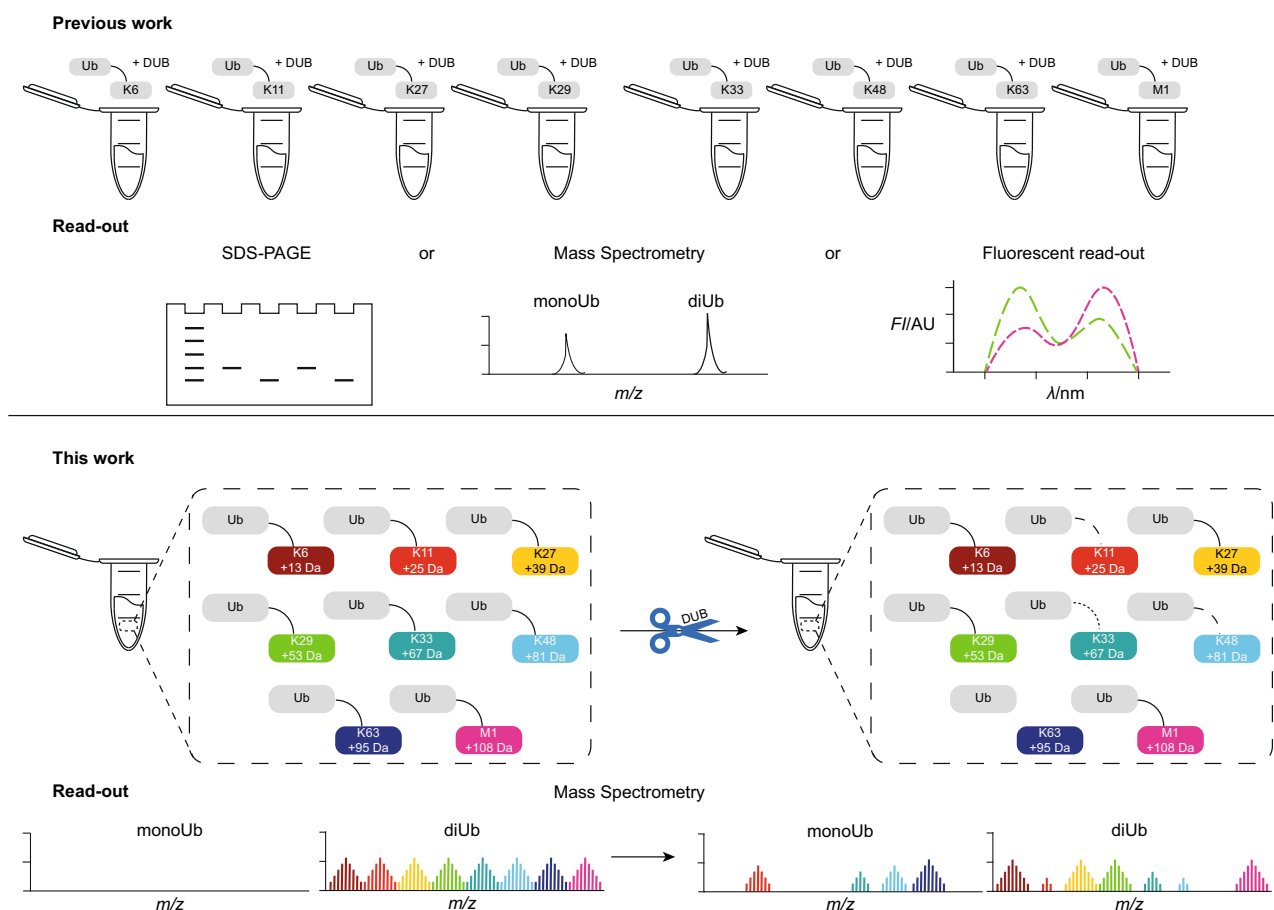 Previous work
Ub + DUB Ub + DUB Ub + DUB Ub + DUB Ub + DUB Ub + DUB Ub + DUB Ub + DUB
K6 K11 K27 K29 K33 K48 K63 M1
Read-out
SDS-PAGE or Mass Spectrometry or Fluorescent read-out
monoUb diUb
FI/AU
m/z
λ/nm
This work
Ub Ub Ub
K6 K11 K27
+13 Da +25 Da +39 Da
Ub Ub Ub
K29 K33 K48
+53 Da +67 Da +81 Da
Ub Ub
K63 M1
+95 Da +108 Da
DUB
Ub Ub Ub
K6 K11 K27
+13 Da +25 Da +39 Da
Ub Ub Ub
K29 K33 K48
+53 Da +67 Da +81 Da
Ub Ub
K63 M1
+95 Da +108 Da
Read-out
Mass Spectrometry
monoUb diUb monoUb diUb
m/z m/z m/z m/z